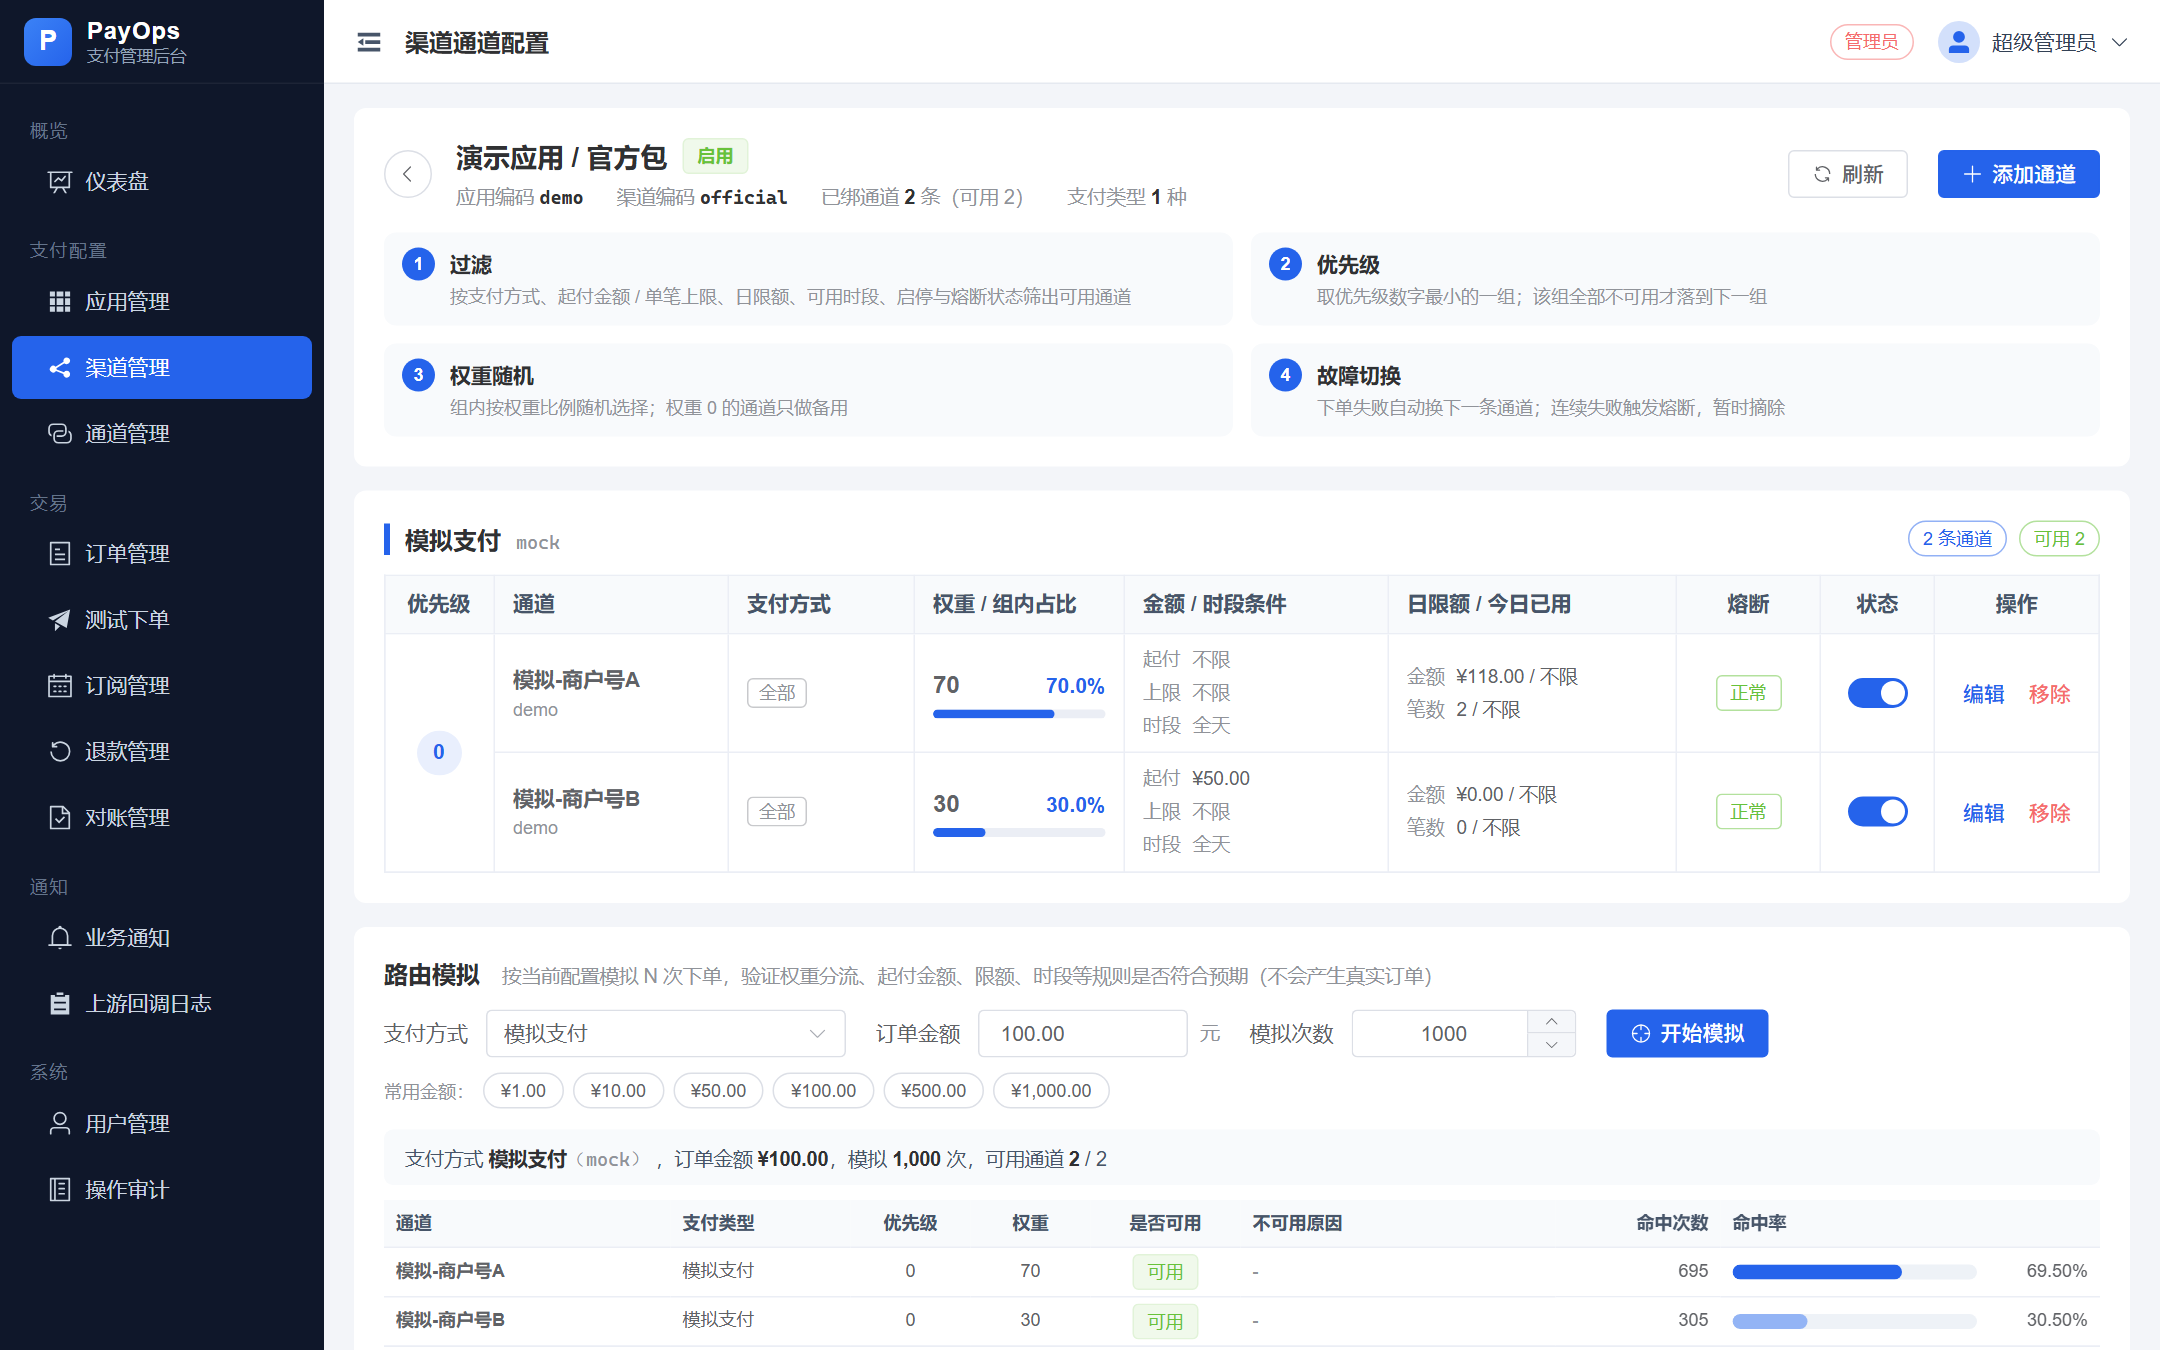 P
PayOps
支付管理后台
概览
仪表盘
支付配置
应用管理
渠道管理
通道管理
交易
订单管理
测试下单
订阅管理
退款管理
对账管理
通知
业务通知
上游回调日志
系统
用户管理
操作审计
渠道通道配置
管理员
超级管理员
演示应用 / 官方包 启用
应用编码 demo 渠道编码 official 已绑通道 2 条（可用 2） 支付类型 1 种
刷新
添加通道
1 过滤
按支付方式、起付金额 / 单笔上限、日限额、可用时段、启停与熔断状态筛出可用通道
2 优先级
取优先级数字最小的一组；该组全部不可用才落到下一组
3 权重随机
组内按权重比例随机选择；权重 0 的通道只做备用
4 故障切换
下单失败自动换下一条通道；连续失败触发熔断，暂时摘除
模拟支付 mock
2 条通道 可用 2
优先级 通道 支付方式 权重 / 组内占比 金额 / 时段条件 日限额 / 今日已用 熔断 状态 操作
0
模拟-商户号A
demo
全部
70 70.0%
起付 不限
上限 不限
时段 全天
金额 ¥118.00 / 不限
笔数 2 / 不限
正常
编辑 移除
模拟-商户号B
demo
全部
30 30.0%
起付 ¥50.00
上限 不限
时段 全天
金额 ¥0.00 / 不限
笔数 0 / 不限
正常
编辑 移除
路由模拟 按当前配置模拟 N 次下单，验证权重分流、起付金额、限额、时段等规则是否符合预期（不会产生真实订单）
支付方式 模拟支付 订单金额 100.00 元 模拟次数 1000 开始模拟
常用金额： ¥1.00 ¥10.00 ¥50.00 ¥100.00 ¥500.00 ¥1,000.00
支付方式 模拟支付（mock），订单金额 ¥100.00，模拟 1,000 次，可用通道 2 / 2
通道 支付类型 优先级 权重 是否可用 不可用原因 命中次数 命中率
模拟-商户号A 模拟支付 0 70 可用 - 695 69.50%
模拟-商户号B 模拟支付 0 30 可用 - 305 30.50%